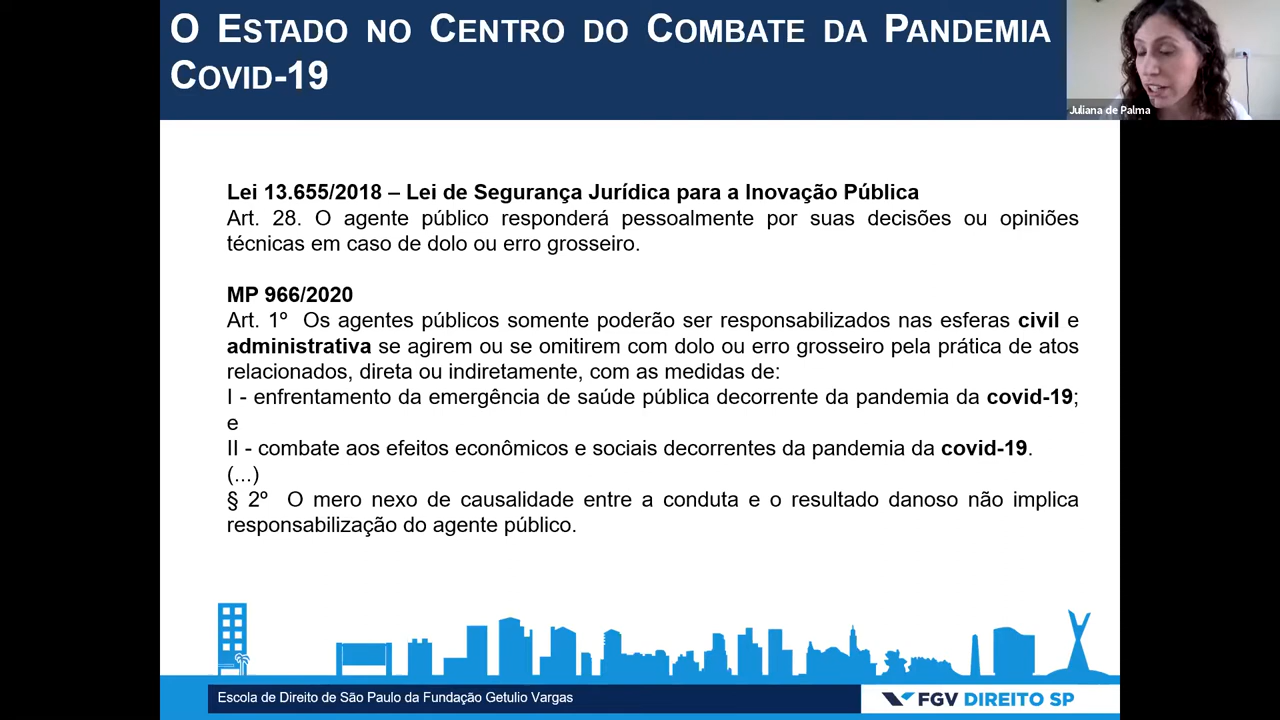 O ESTADO NO CENTRO DO COMBATE DA PANDEMIA
COVID-19
Juliana de Palma
Lei 13.655/2018 – Lei de Segurança Jurídica para a Inovação Pública
Art. 28. O agente público responderá pessoalmente por suas decisões ou opiniões
técnicas em caso de dolo ou erro grosseiro.
MP 966/2020
Art. 1º Os agentes públicos somente poderão ser responsabilizados nas esferas civil e
administrativa se agirem ou se omitirem com dolo ou erro grosseiro pela prática de atos
relacionados, direta ou indiretamente, com as medidas de:
I - enfrentamento da emergência de saúde pública decorrente da pandemia da covid-19;
e
II - combate aos efeitos econômicos e sociais decorrentes da pandemia da covid-19.
(...)
§ 2º O mero nexo de causalidade entre a conduta e o resultado danoso não implica
responsabilização do agente público.
Escola de Direito de São Paulo da Fundação Getulio Vargas
FGV DIREITO SP